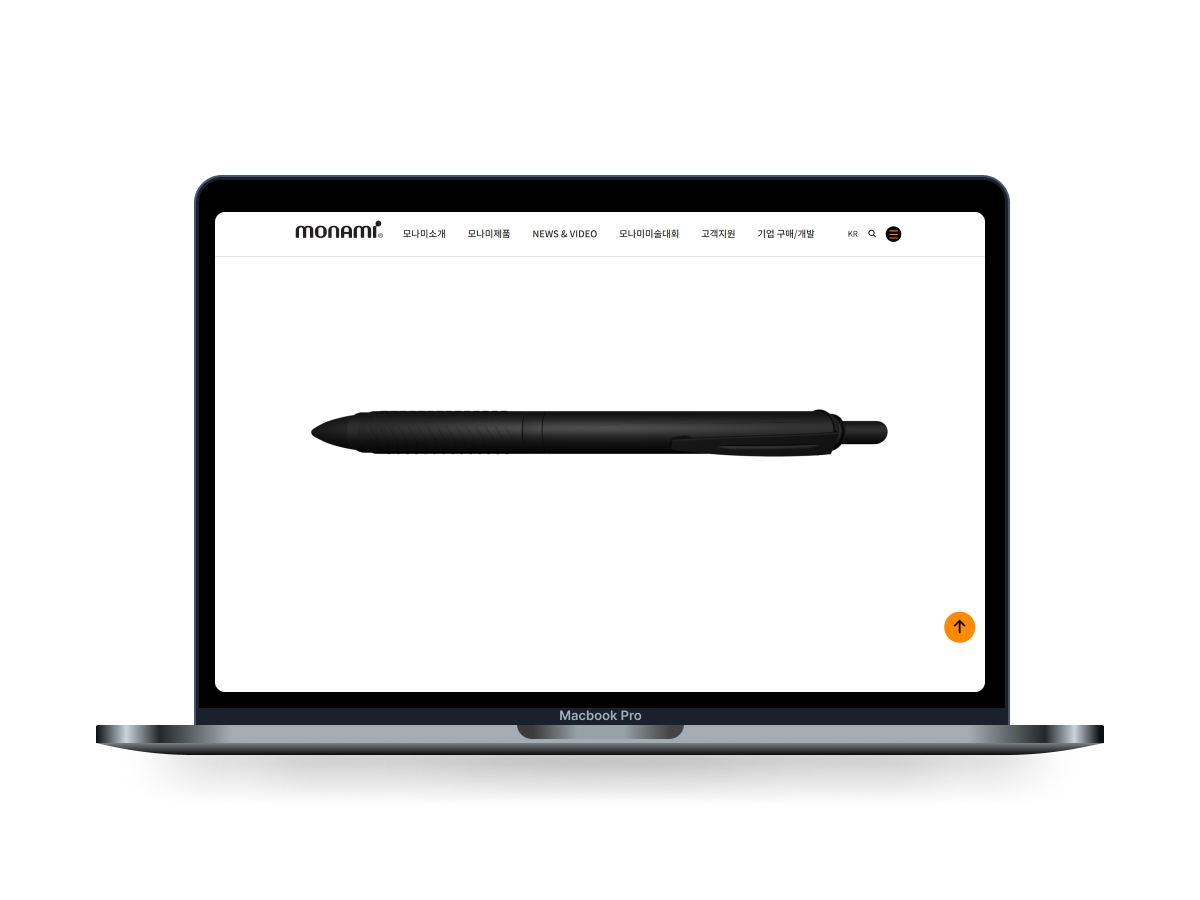 monami®
모나미소개
모나미제품
NEWS & VIDEO
모나미미술대회
고객지원
기업 구매/개발
KR
Macbook Pro